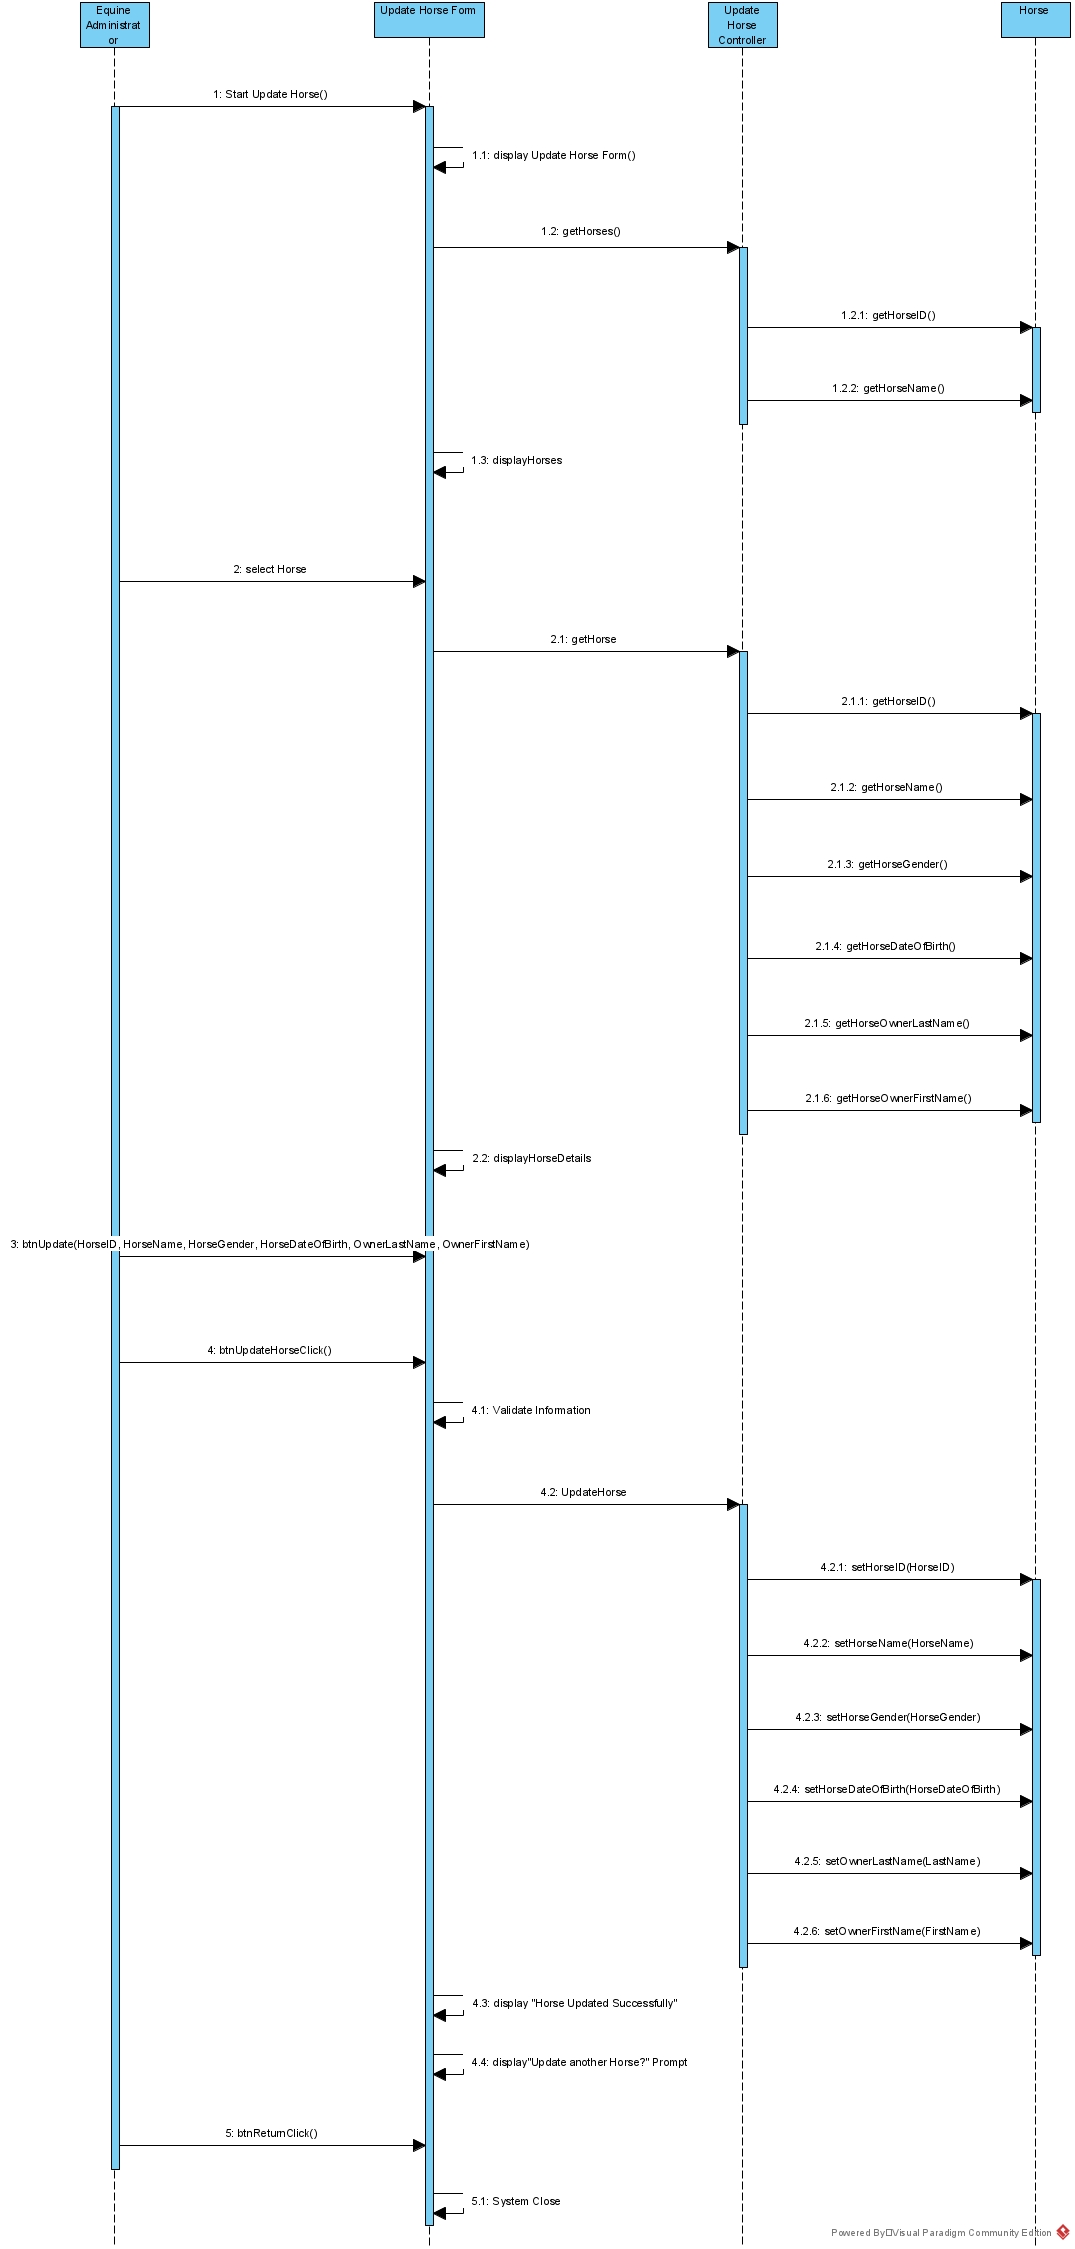 Equine
Administrat
or
Update Horse Form
Update
Horse
Controller
Horse
1: Start Update Horse()
1.1: display Update Horse Form()
1.2: getHorses()
1.2.1: getHorseID()
1.2.2: getHorseName()
1.3: displayHorses
2: select Horse
2.1: getHorse
2.1.1: getHorseID()
2.1.2: getHorseName()
2.1.3: getHorseGender()
2.1.4: getHorseDateOfBirth()
2.1.5: getHorseOwnerLastName()
2.1.6: getHorseOwnerFirstName()
2.2: displayHorseDetails
3: btnUpdate(HorseID, HorseName, HorseGender, HorseDateOfBirth, OwnerLastName, OwnerFirstName)
4: btnUpdateHorseClick()
4.1: Validate Information
4.2: UpdateHorse
4.2.1: setHorseID(HorseID)
4.2.2: setHorseName(HorseName)
4.2.3: setHorseGender(HorseGender)
4.2.4: setHorseDateOfBirth(HorseDateOfBirth)
4.2.5: setOwnerLastName(LastName)
4.2.6: setOwnerFirstName(FirstName)
4.3: display "Horse Updated Successfully"
4.4: display"Update another Horse?" Prompt
5: btnReturnClick()
5.1: System Close
Powered By□Visual Paradigm Community Edition